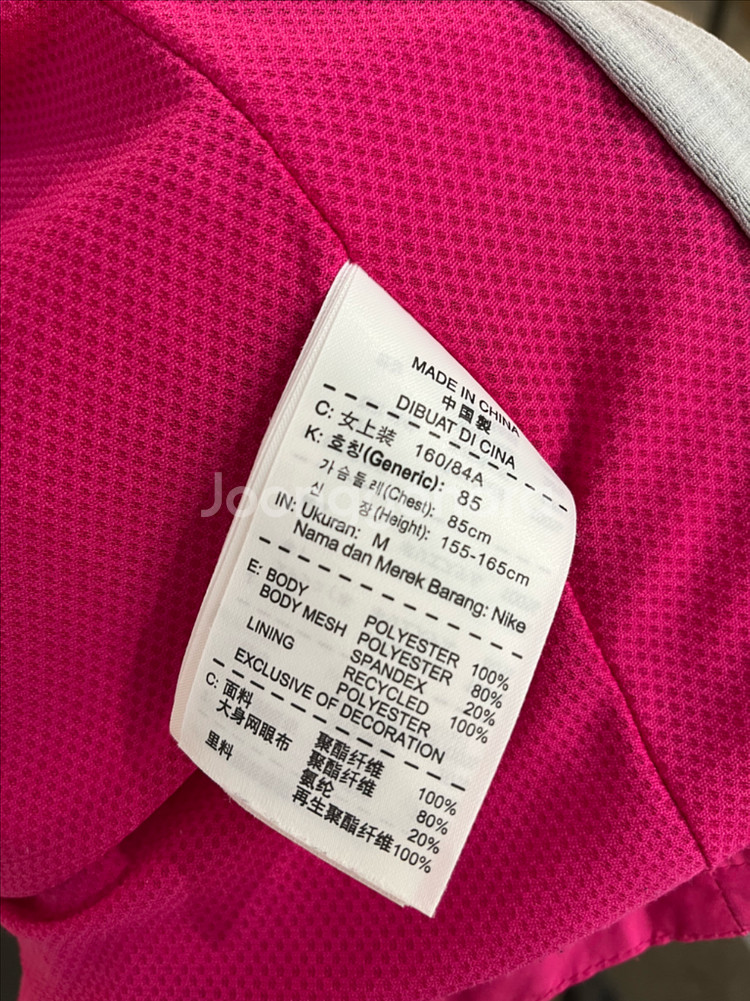 MADE IN CHINA
中国製
DIBUAT DI CINA
C: 女上装 160/84A
K: 호칭(Generic): 85
가슴둘레(Chest): 85cm
신 장(Height): 155-165cm
IN: Ukuran: M
Nama dan Merek Barang: Nike
E: BODY POLYESTER 100%
BODY MESH POLYESTER 80%
SPANDEX 20%
LINING RECYCLED POLYESTER 100%
EXCLUSIVE OF DECORATION
C: 面料 聚酯纤维 100%
大身网眼布 聚酯纤维 80%
氨纶 20%
里料 再生聚酯纤维100%